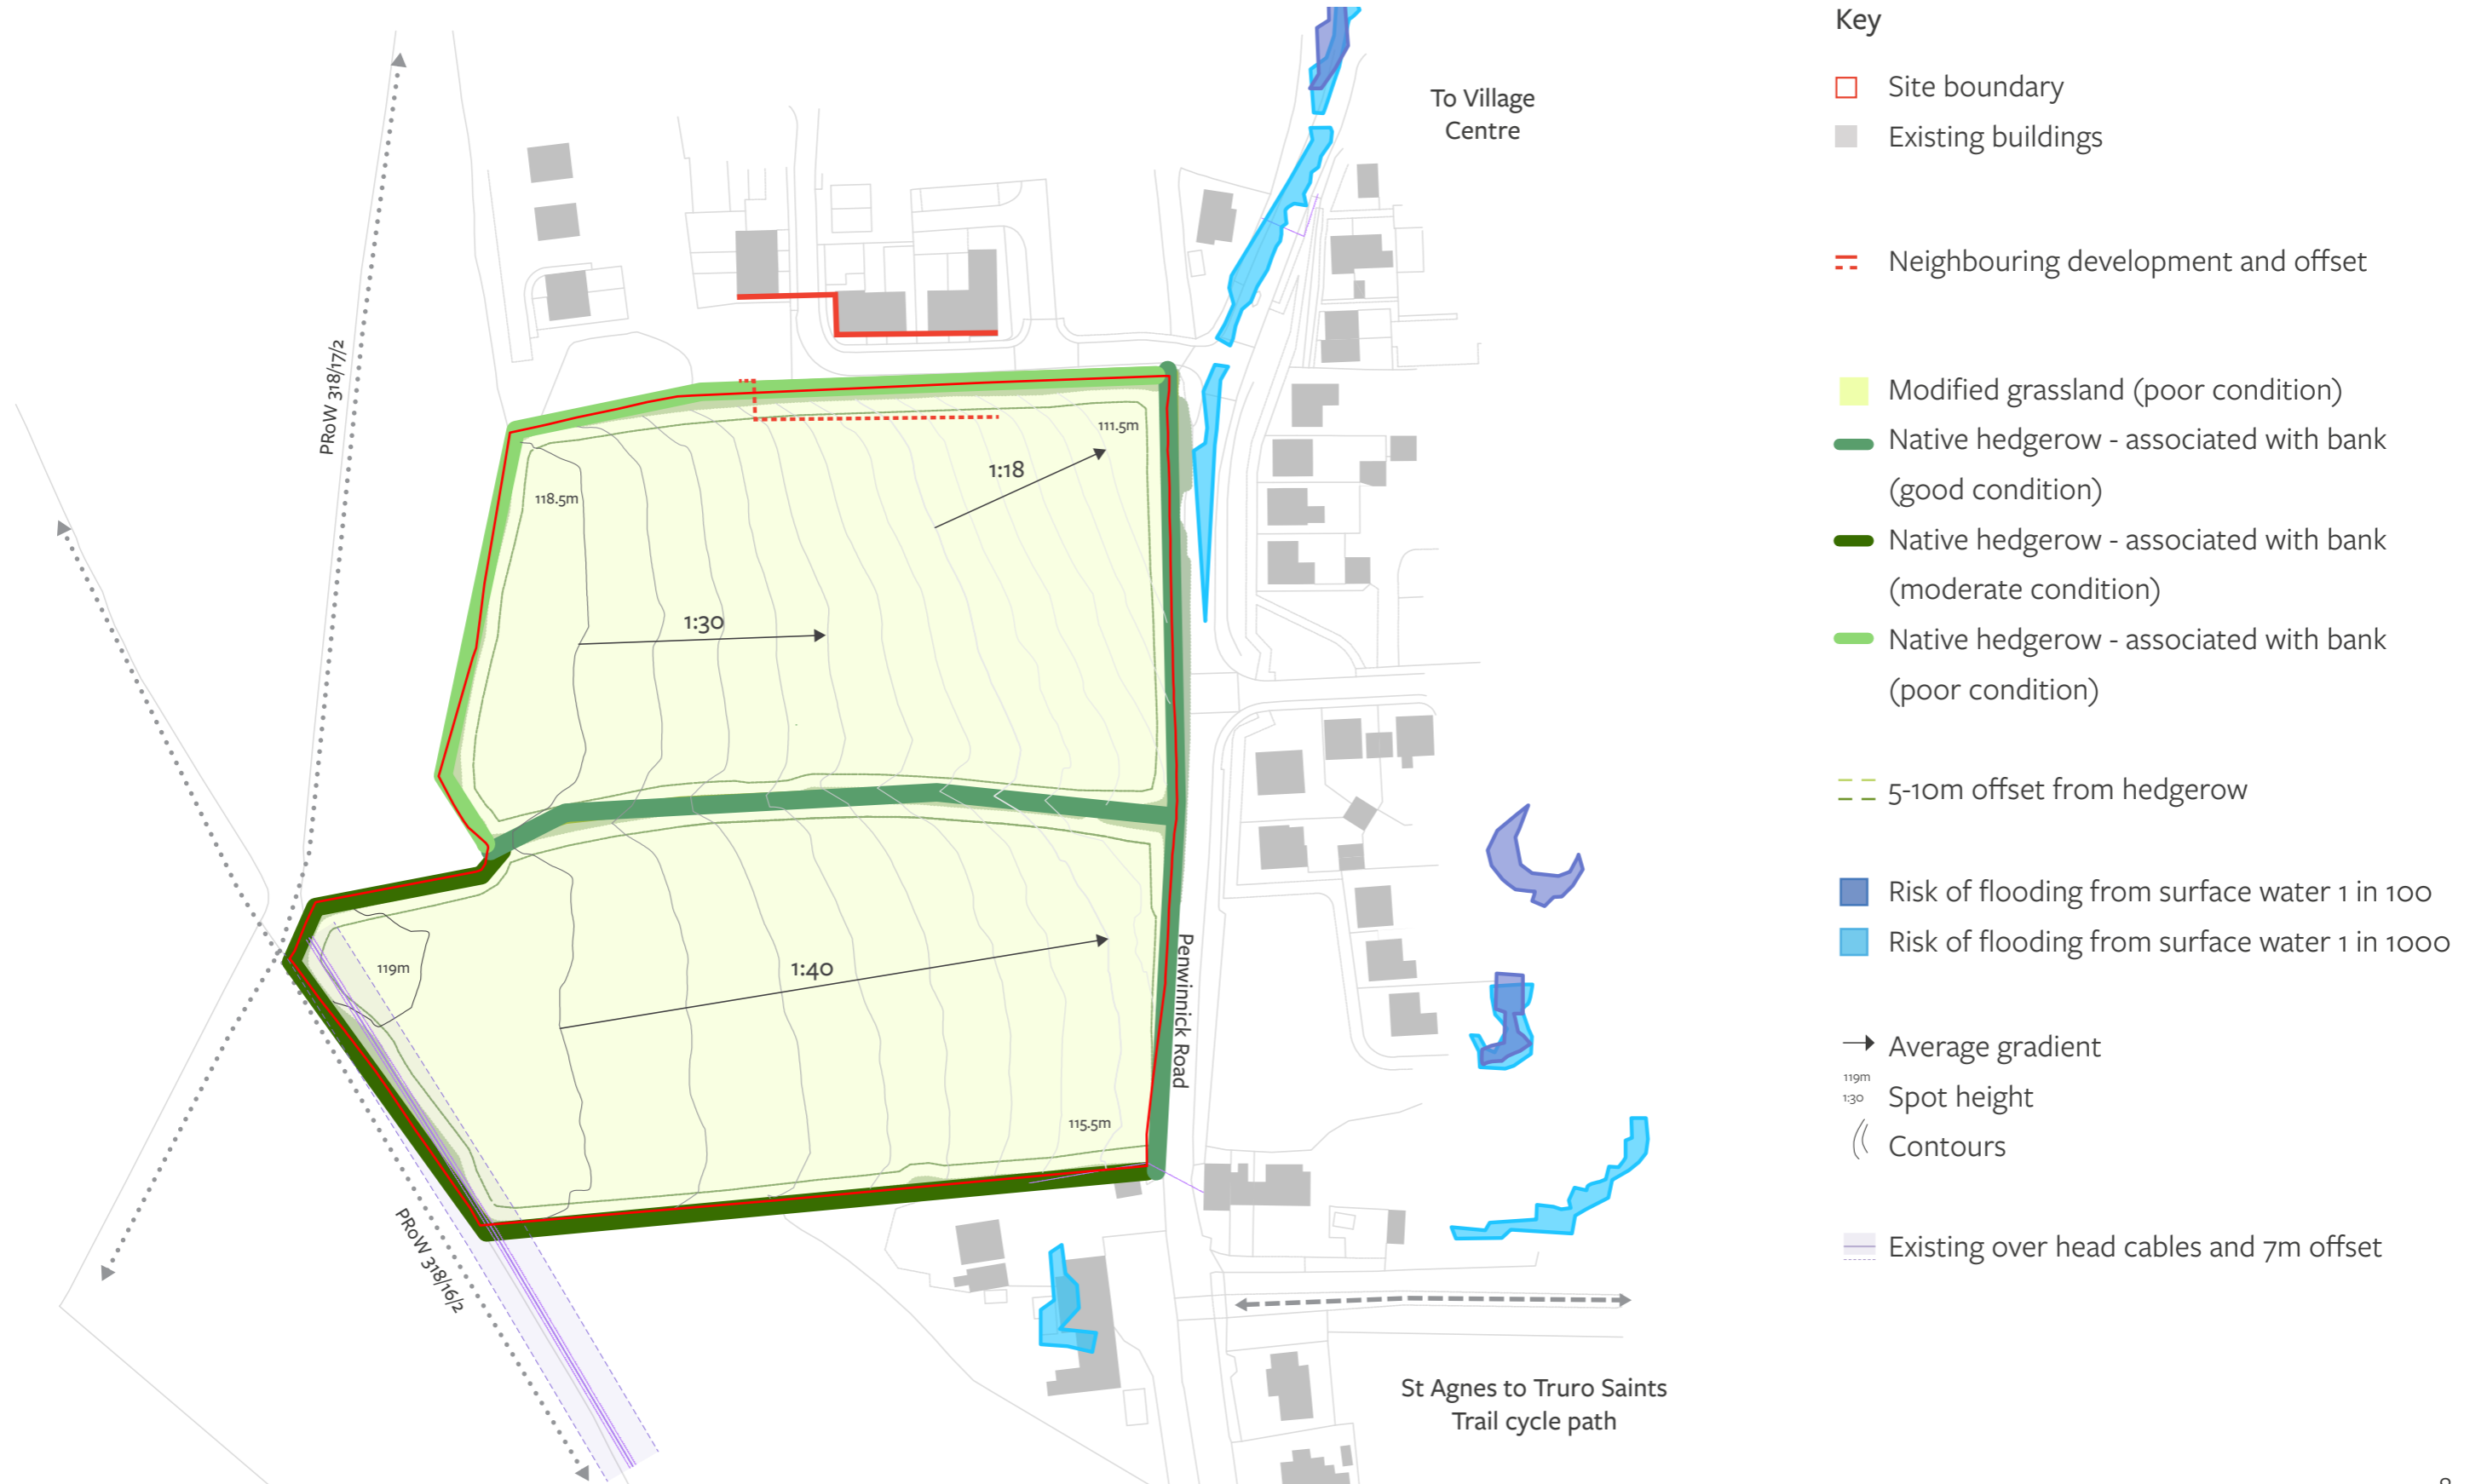 To Village
Centre
PRoW 318/17/2
111.5m
1:18
118.5m
1:30
119m
1:40
Penwinnick Road
115.5m
PRoW 318/16/2
St Agnes to Truro Saints
Trail cycle path
Key
Site boundary
Existing buildings
Neighbouring development and offset
Modified grassland (poor condition)
Native hedgerow - associated with bank
(good condition)
Native hedgerow - associated with bank
(moderate condition)
Native hedgerow - associated with bank
(poor condition)
5-10m offset from hedgerow
Risk of flooding from surface water 1 in 100
Risk of flooding from surface water 1 in 1000
Average gradient
119m
1:30
Spot height
Contours
Existing over head cables and 7m offset